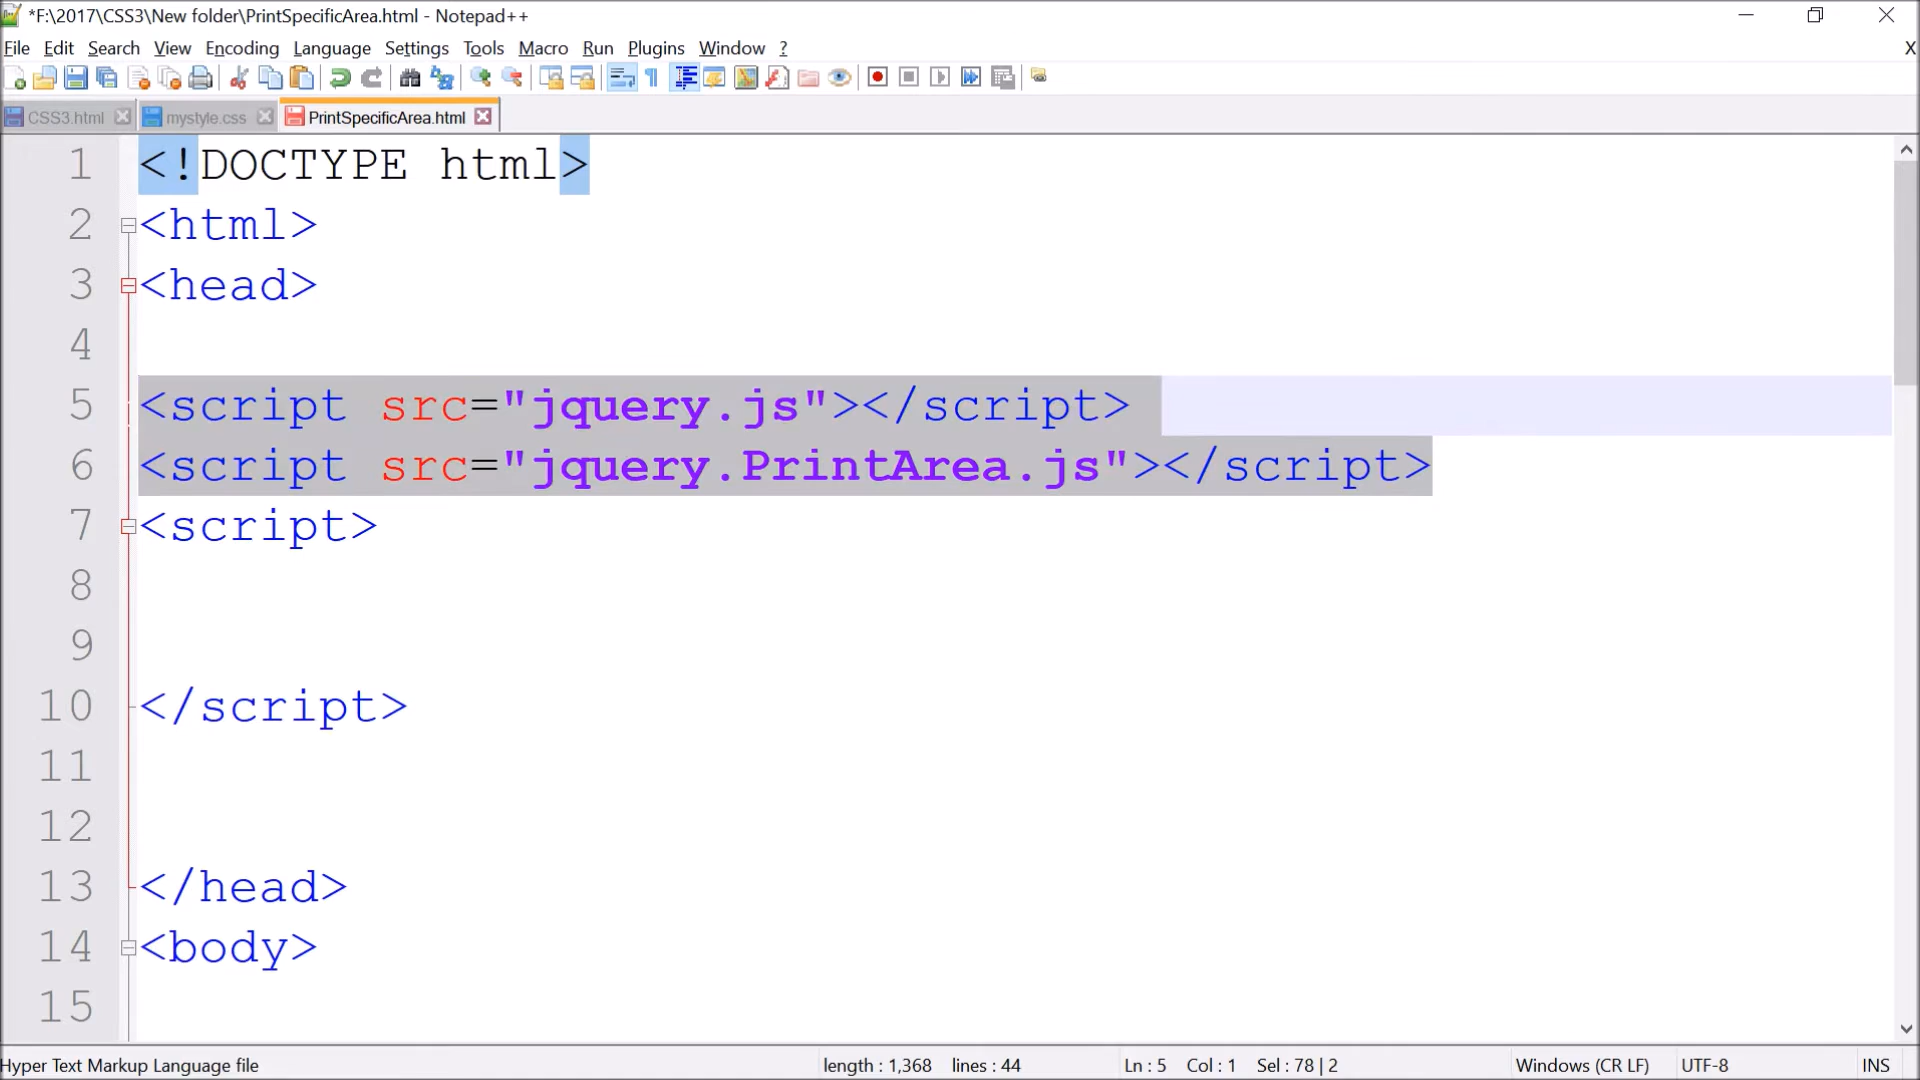 *F:\2017\CSS3\New folder\PrintSpecificArea.html - Notepad++
File Edit Search View Encoding Language Settings Tools Macro Run Plugins Window ? X
CSS3.html mystyle.css PrintSpecificArea.html
1 <!DOCTYPE html>
2 <html>
3 <head>
4
5 <script src="jquery.js"></script>
6 <script src="jquery.PrintArea.js"></script>
7 <script>
8
9
10 </script>
11
12
13 </head>
14 <body>
15
Hyper Text Markup Language file length : 1,368 lines : 44 Ln : 5 Col : 1 Sel : 78 | 2 Windows (CR LF) UTF-8 INS